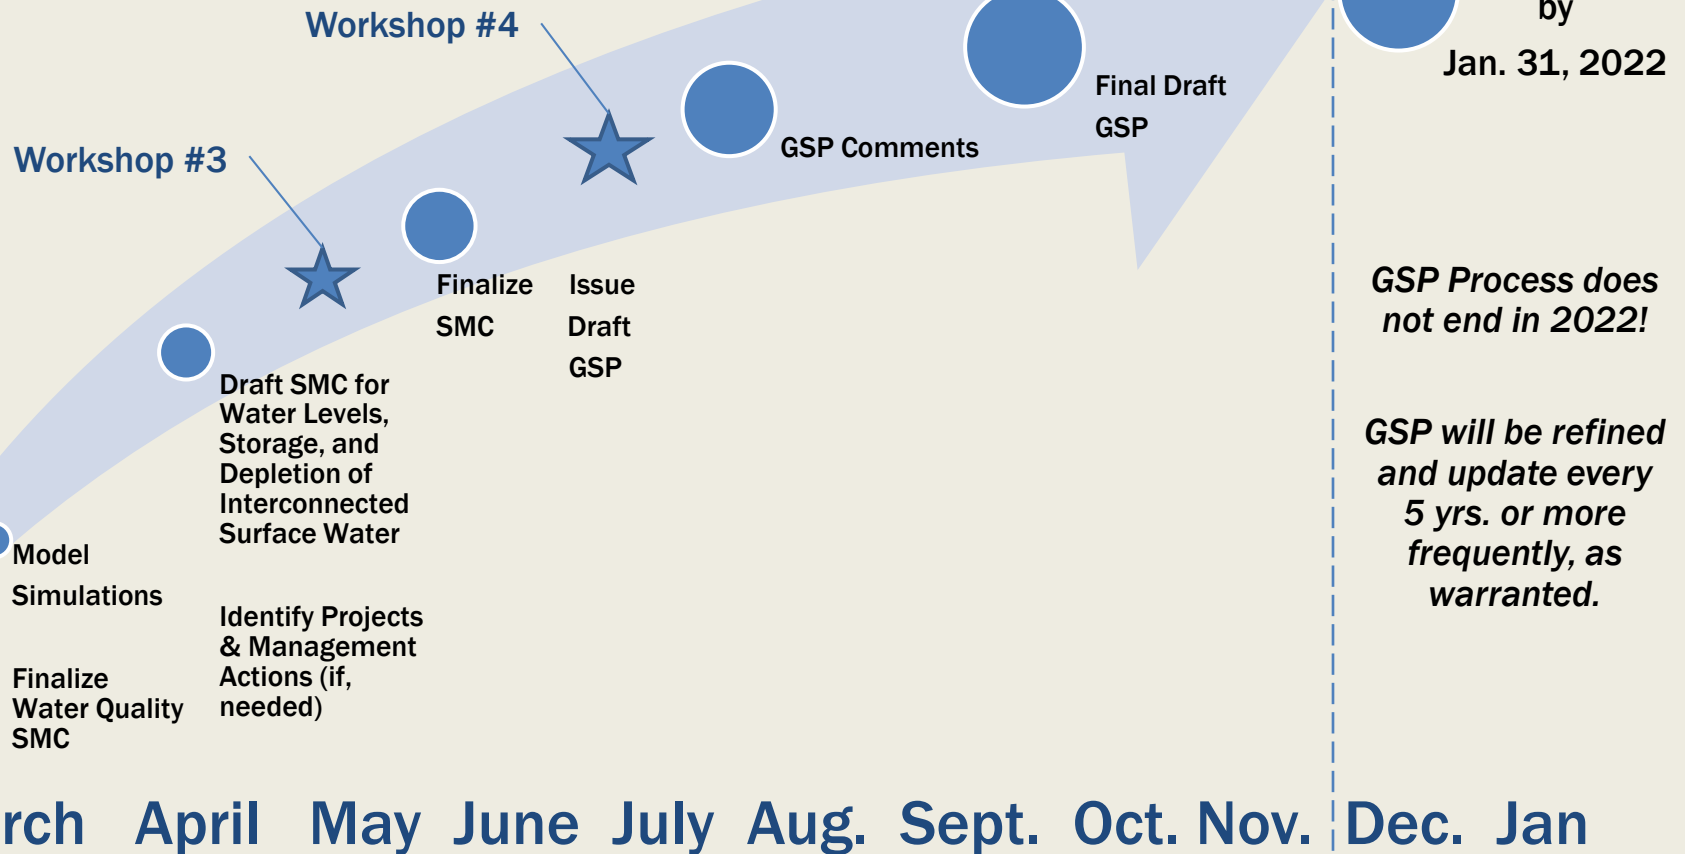 Workshop #4
by
Jan. 31, 2022
Final Draft
GSP
GSP Comments
Workshop #3
Finalize
SMC
Issue
Draft
GSP
GSP Process does
not end in 2022!
Draft SMC for
Water Levels,
Storage, and
Depletion of
Interconnected
Surface Water
GSP will be refined
and update every
5 yrs. or more
frequently, as
warranted.
Model
Simulations
Identify Projects
& Management
Actions (if,
needed)
Finalize
Water Quality
SMC
rch April May June July Aug. Sept. Oct. Nov. Dec. Jan